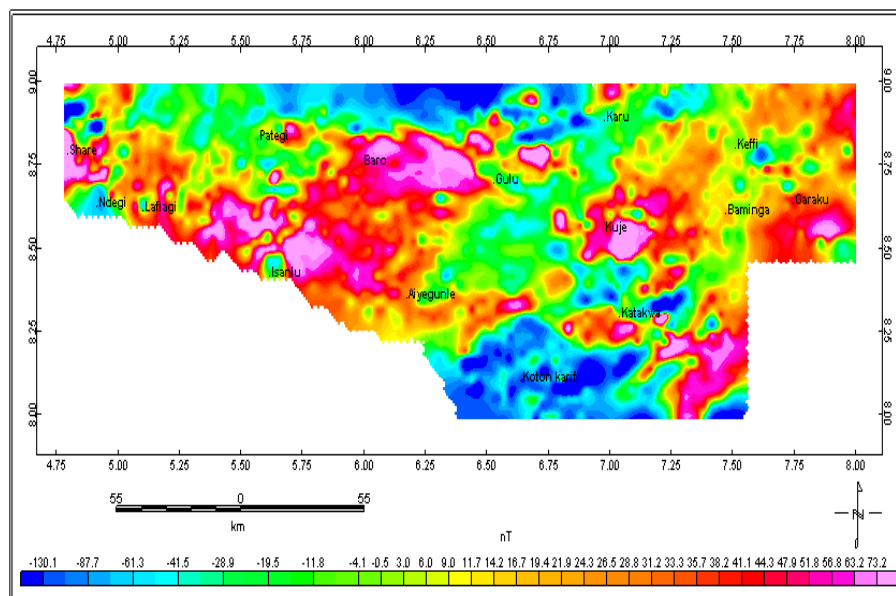 4.75 5.00 5.50 5.50 5.75 6.00 6.25 6.50 6.75 7.00 7.25 7.50 7.75 8.00
9.00 9.00
Karu
Pategi
Keffi
Share
Baro
8.75 8.75
Gulu
Ndegi Lafiagi Garaku
Baminga
Kuje
8.50 8.50
Isanlu
Aiyegunle
Katakwa
8.25 8.25
Koton karifi
8.00 8.00
4.75 5.00 5.25 5.50 5.75 6.00 6.25 6.50 6.75 7.00 7.25 7.50 7.75 8.00
55 0 55
km
N
nT
-130.1 -87.7 -61.3 -41.5 -28.9 -19.5 -11.8 -4.1 -0.5 3.0 6.0 9.0 11.7 14.2 16.7 19.4 21.9 24.3 26.5 28.8 31.2 33.3 35.7 38.2 41.1 44.3 47.9 51.8 56.8 63.2 73.2